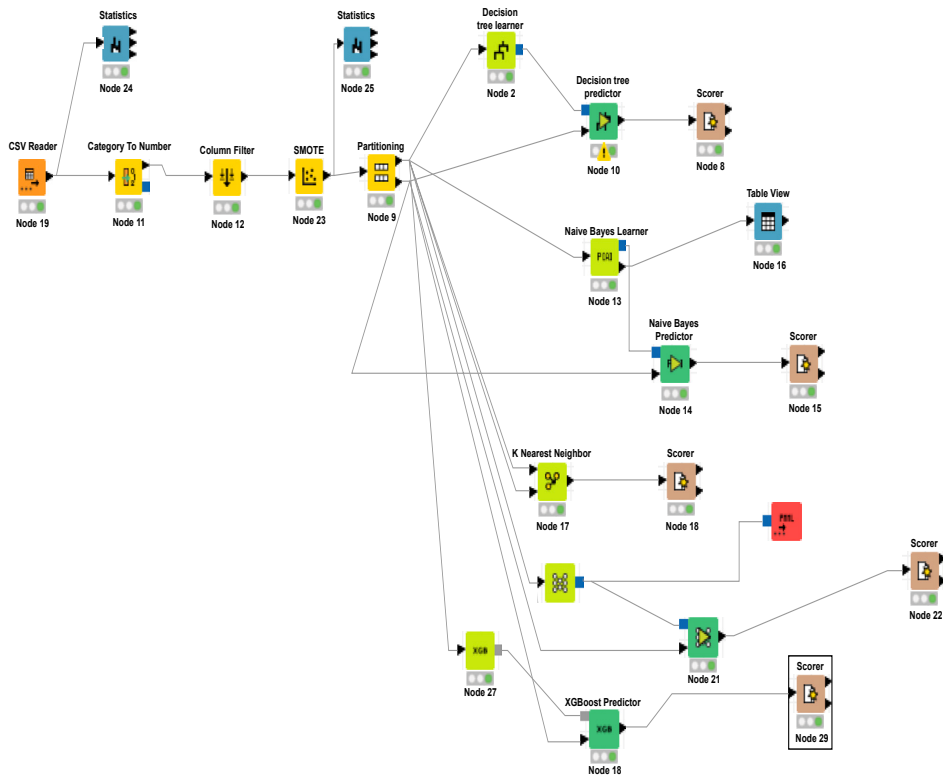 Statistics
Node 24
Statistics
Node 25
Decision
tree learner
Node 2
Decision tree
predictor
Node 10
Scorer
Node 8
CSV Reader
Node 19
Category To Number
Node 11
Column Filter
Node 12
SMOTE
Node 23
Partitioning
Node 9
Table View
Node 16
Naive Bayes Learner
P(A)
Node 13
Naive Bayes
Predictor
Node 14
Scorer
Node 15
K Nearest Neighbor
Node 17
Scorer
Node 18
Scorer
Node 22
Node 21
XGB
Node 27
XGBoost Predictor
XGB
Node 18
Scorer
Node 29